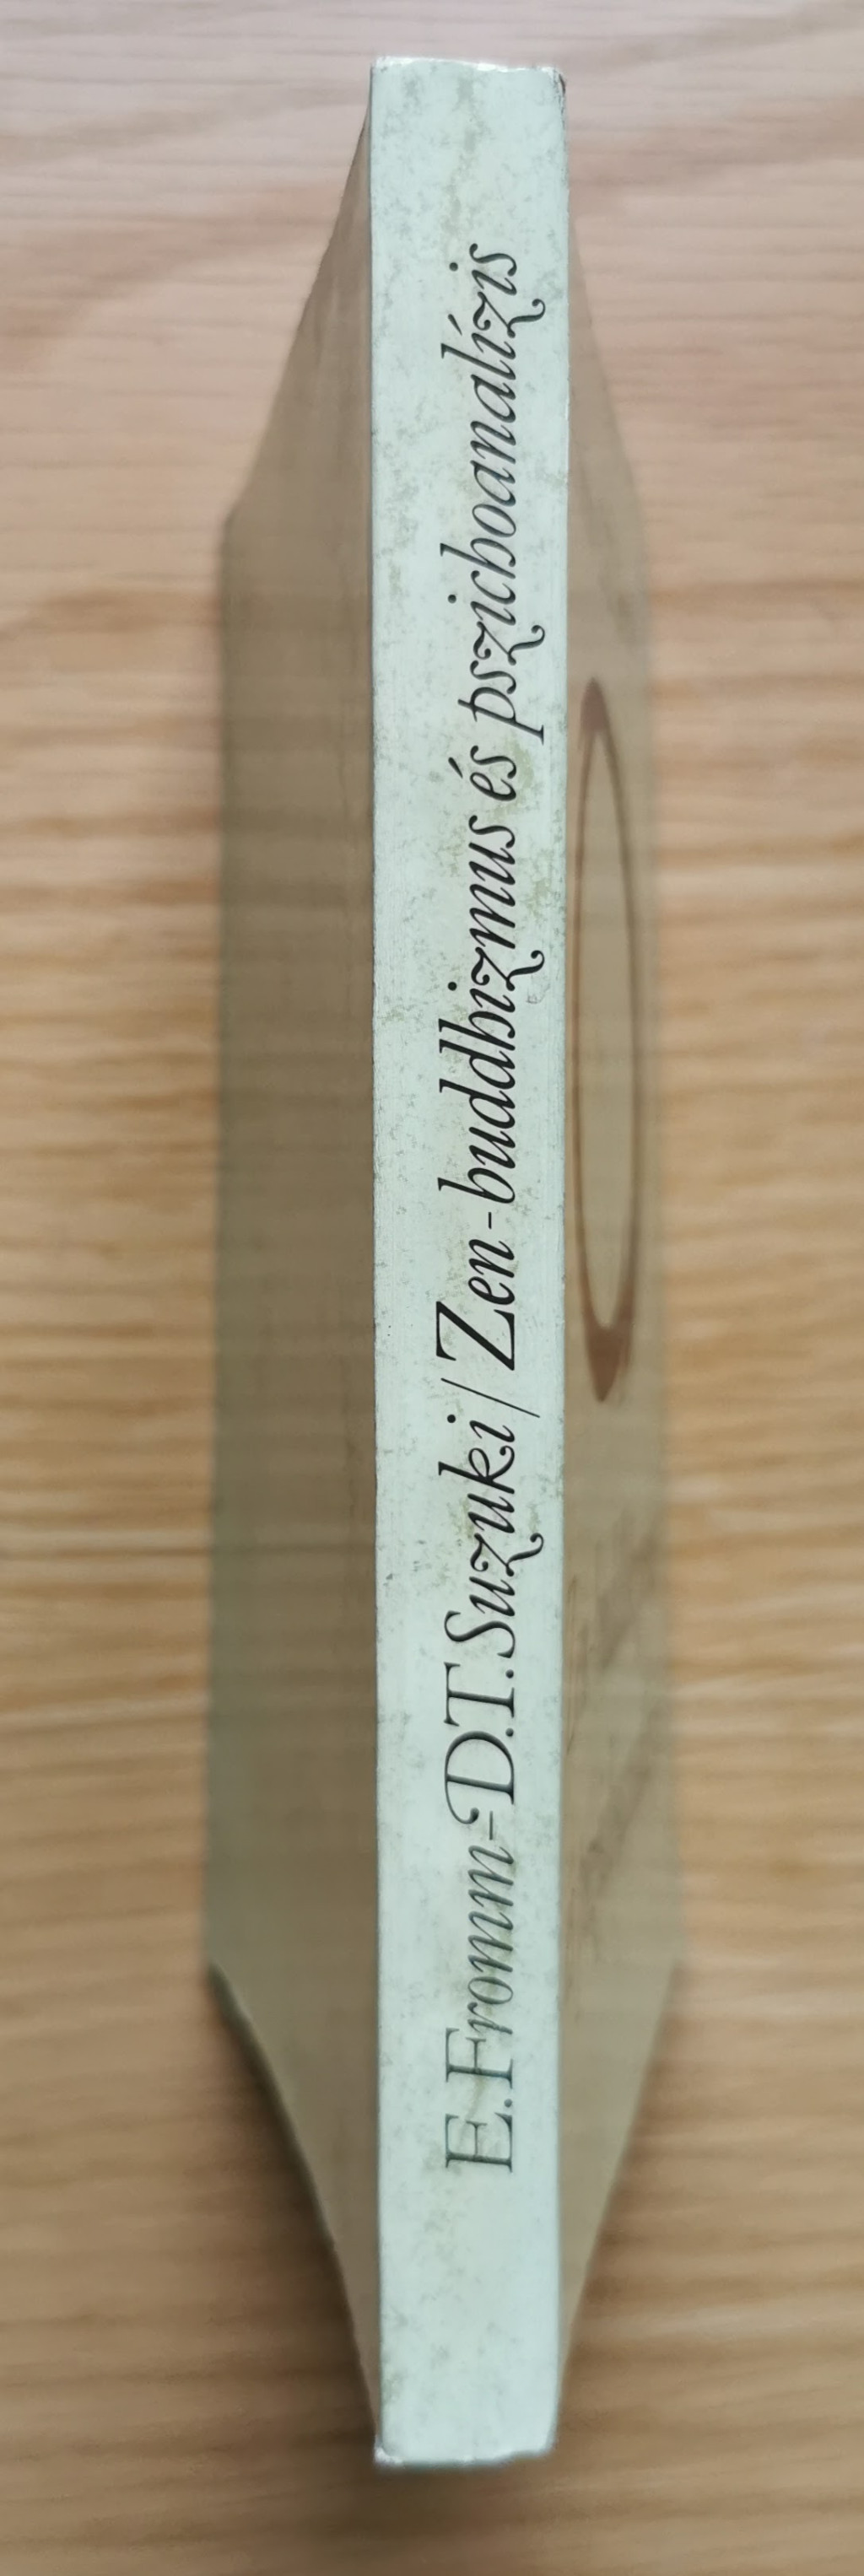 E. Fromm-D.T. Suzuki / Zen-buddhizmus és pszichoanalízis